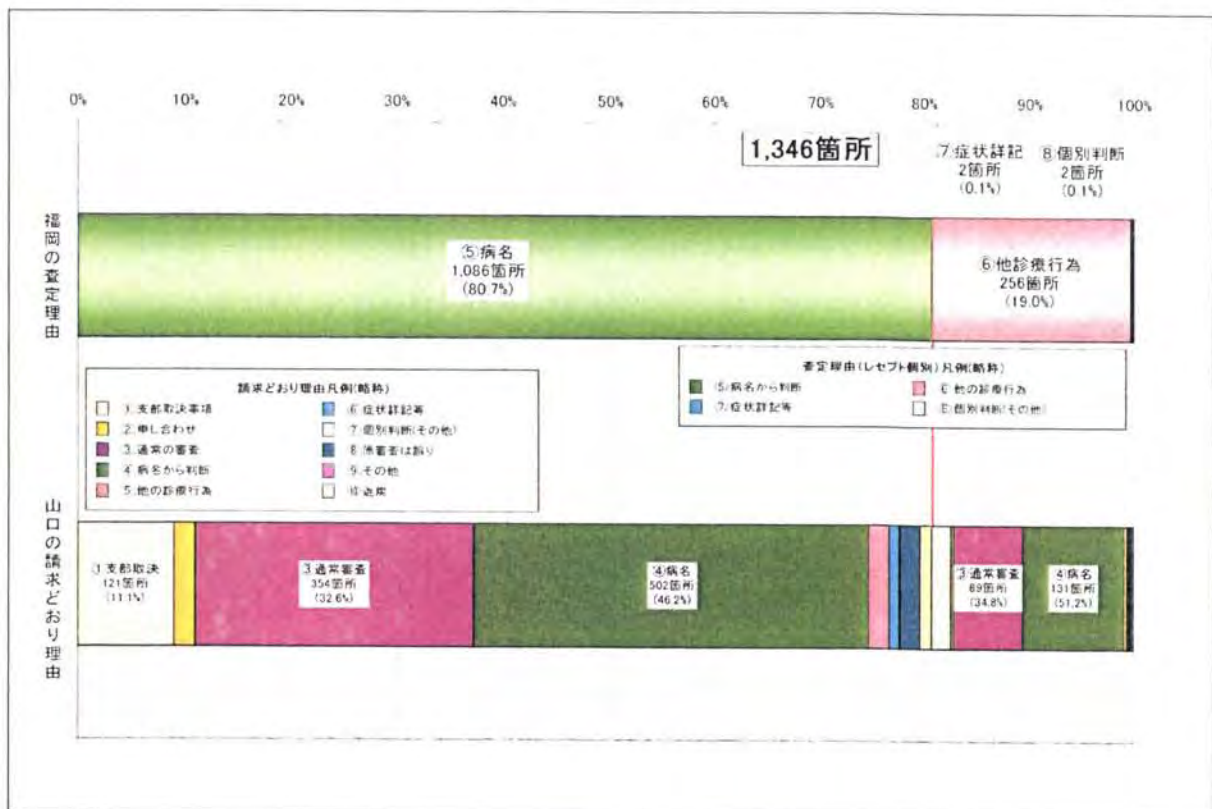 0% 10% 20% 30% 40% 50% 60% 70% 80% 90% 100%
1,346箇所
⑦症状詳記
2箇所
(0.1%)
⑧個別判断
2箇所
(0.1%)
福岡の査定理由
⑤病名
1,086箇所
(80.7%)
⑥他診療行為
256箇所
(19.0%)
請求どおり理由凡例(略称)
①支部取決事項
②申し合わせ
③通常の審査
④病名から判断
⑤他の診療行為
⑥症状詳記等
⑦個別判断(その他)
⑧原審査は誤り
⑨その他
⑩返戻
査定理由(レセプト個別)凡例(略称)
⑤病名から判断
⑥他の診療行為
⑦症状詳記等
⑧個別判断(その他)
山口の請求どおり理由
①支部取決
121箇所
(11.1%)
③通常審査
354箇所
(32.6%)
④病名
502箇所
(46.2%)
③通常審査
89箇所
(34.8%)
④病名
131箇所
(51.2%)